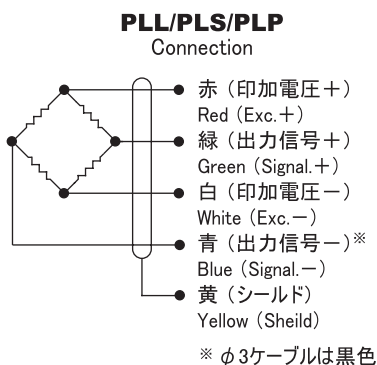 PLL/PLS/PLP
Connection
赤（印加電圧＋）
Red（Exc.＋）
緑（出力信号＋）
Green（Signal.＋）
白（印加電圧－）
White（Exc.－）
青（出力信号－）※
Blue（Signal.－）
黄（シールド）
Yellow（Sheild）
※ φ3ケーブルは黒色